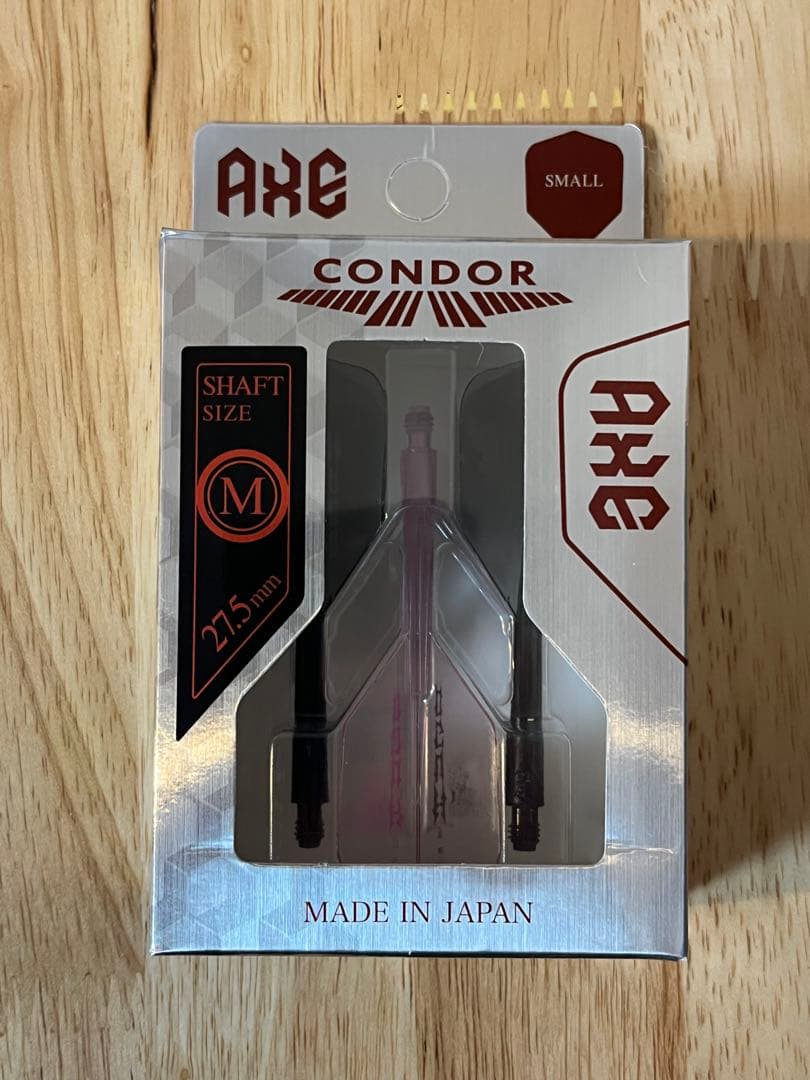 AXE
SMALL
CONDOR
SHAFT
SIZE
M
27.5mm
AXE
MADE IN JAPAN